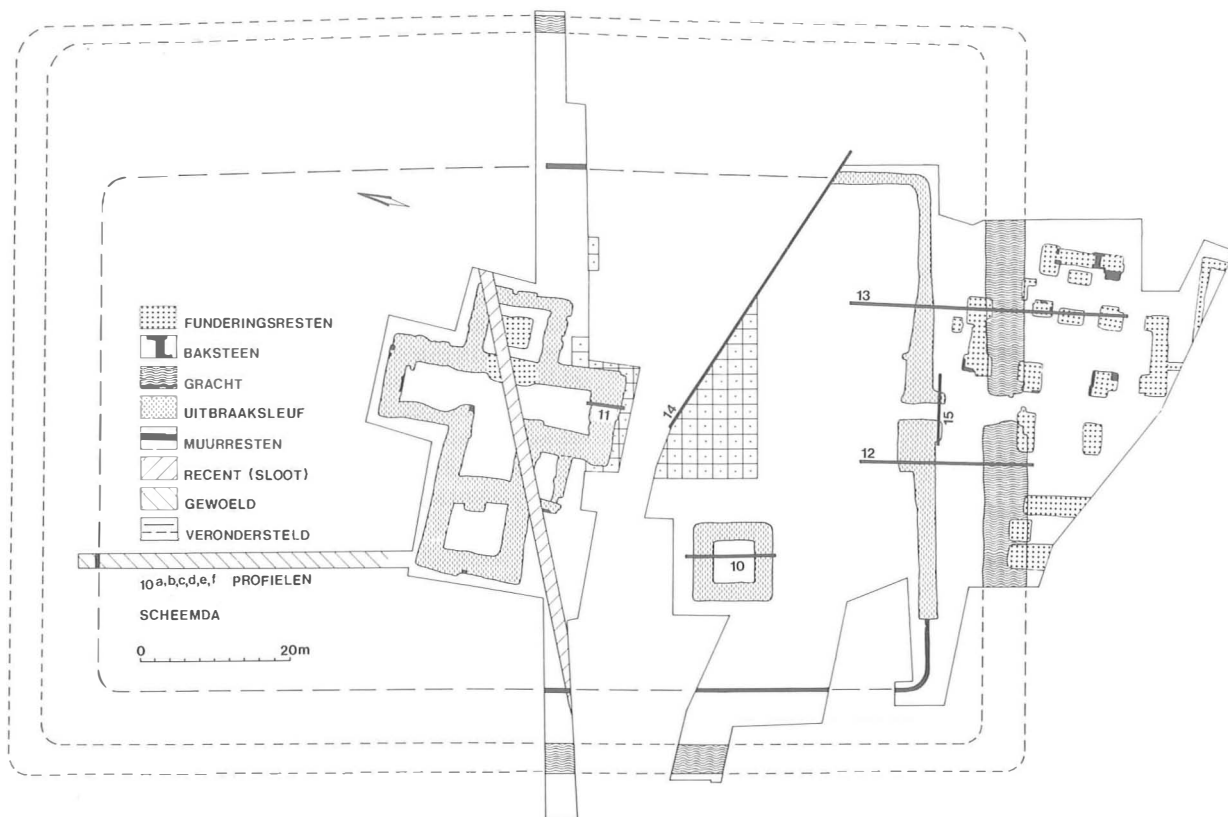 FUNDERINGSRESTEN
BAKSTEEN
GRACHT
UITBRAAKSLEUF
MUURRESTEN
RECENT (SLOOT)
GEWOELD
VERONDERSTELD
10 a,b,c,d,e,f PROFIELEN
SCHEEMDA
0 20m
11
14
13
15
12
10